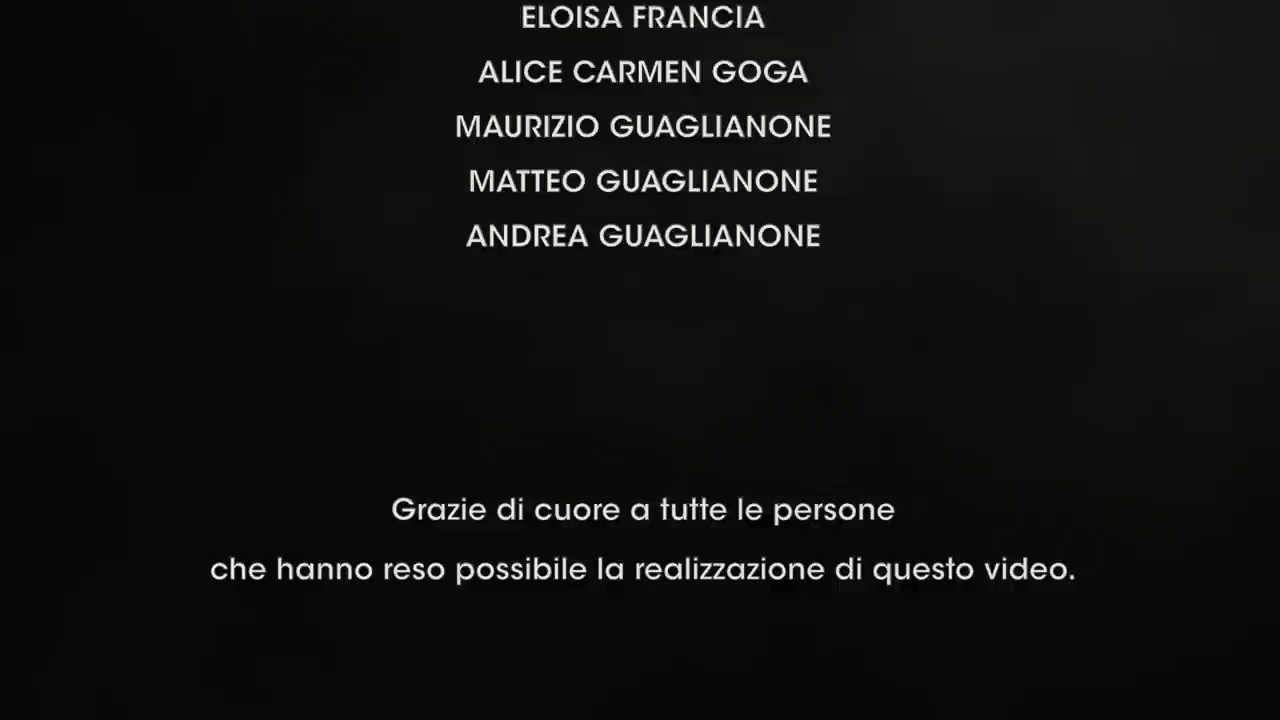 ELOISA FRANCIA
ALICE CARMEN GOGA
MAURIZIO GUAGLIANONE
MATTEO GUAGLIANONE
ANDREA GUAGLIANONE
Grazie di cuore a tutte le persone
che hanno reso possibile la realizzazione di questo video.